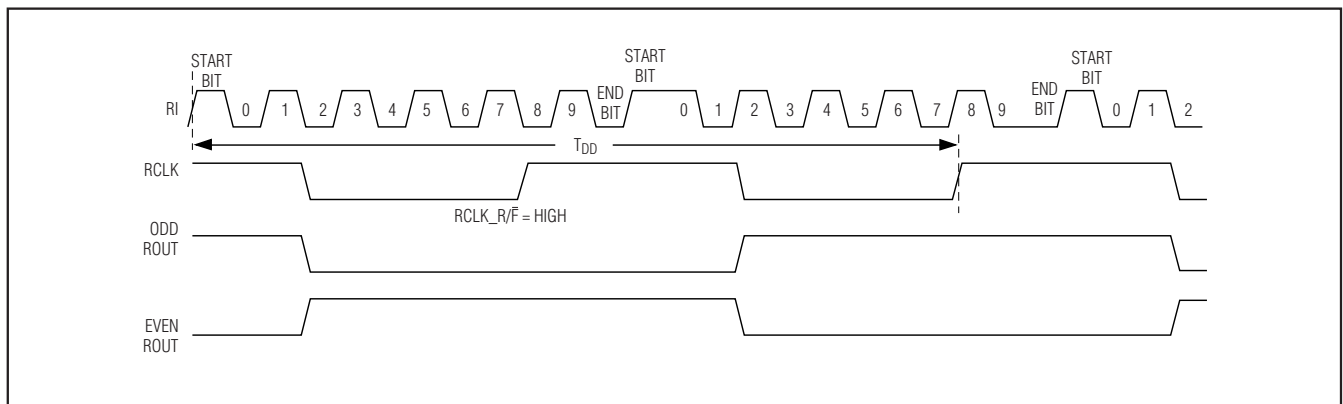 START BIT
START BIT
START BIT
RI
0 1 2 3 4 5 6 7 8 9
END BIT
0 1 2 3 4 5 6 7 8 9
END BIT
0 1 2
TDD
RCLK
RCLK_R/F̅ = HIGH
ODD
ROUT
EVEN
ROUT